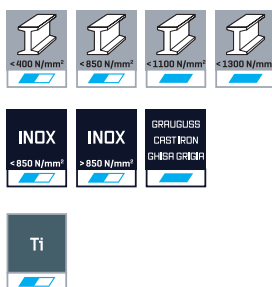 <400 N/mm² <850 N/mm² <1100 N/mm² <1300 N/mm²
INOX INOX GRAUGUSS
CAST IRON
GHISA GRIGIA
<850 N/mm² >850 N/mm²
Ti